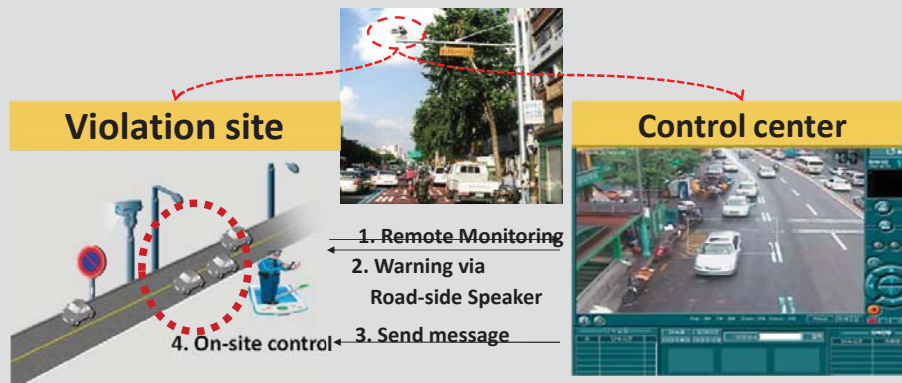 Violation site
Control center
1. Remote Monitoring
2. Warning via
Road-side Speaker
3. Send message
4. On-site control